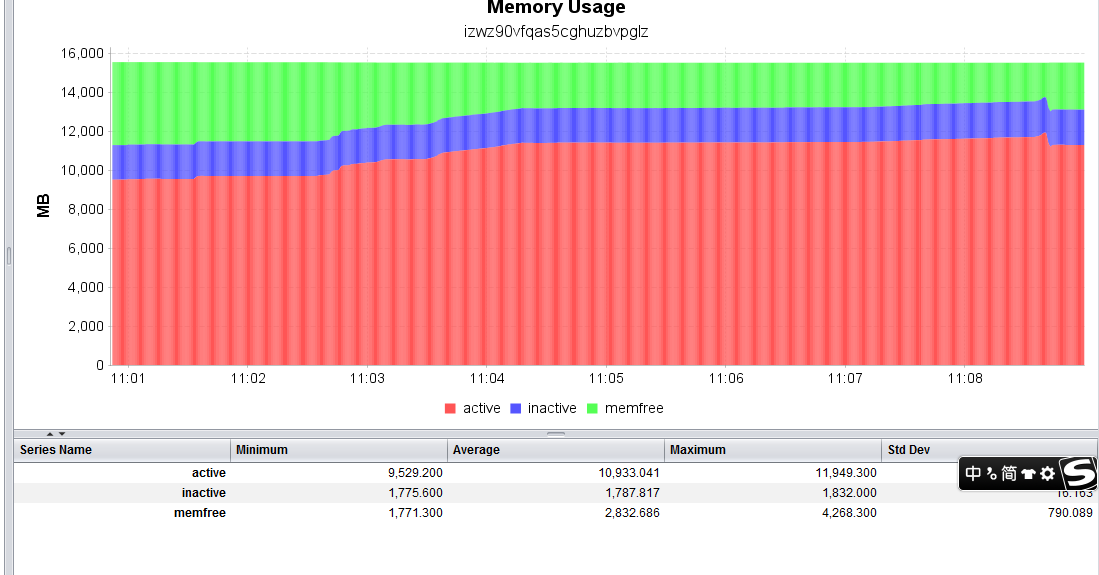 Memory Usage
izwz90vfqas5cghuzbvpglz
16,000
14,000
12,000
10,000
8,000
6,000
4,000
2,000
0
MB
11:01 11:02 11:03 11:04 11:05 11:06 11:07 11:08
active inactive memfree
Series Name Minimum Average Maximum Std Dev
active 9,529.200 10,933.041 11,949.300
中 简 S
inactive 1,775.600 1,787.817 1,832.000 16.163
memfree 1,771.300 2,832.686 4,268.300 790.089